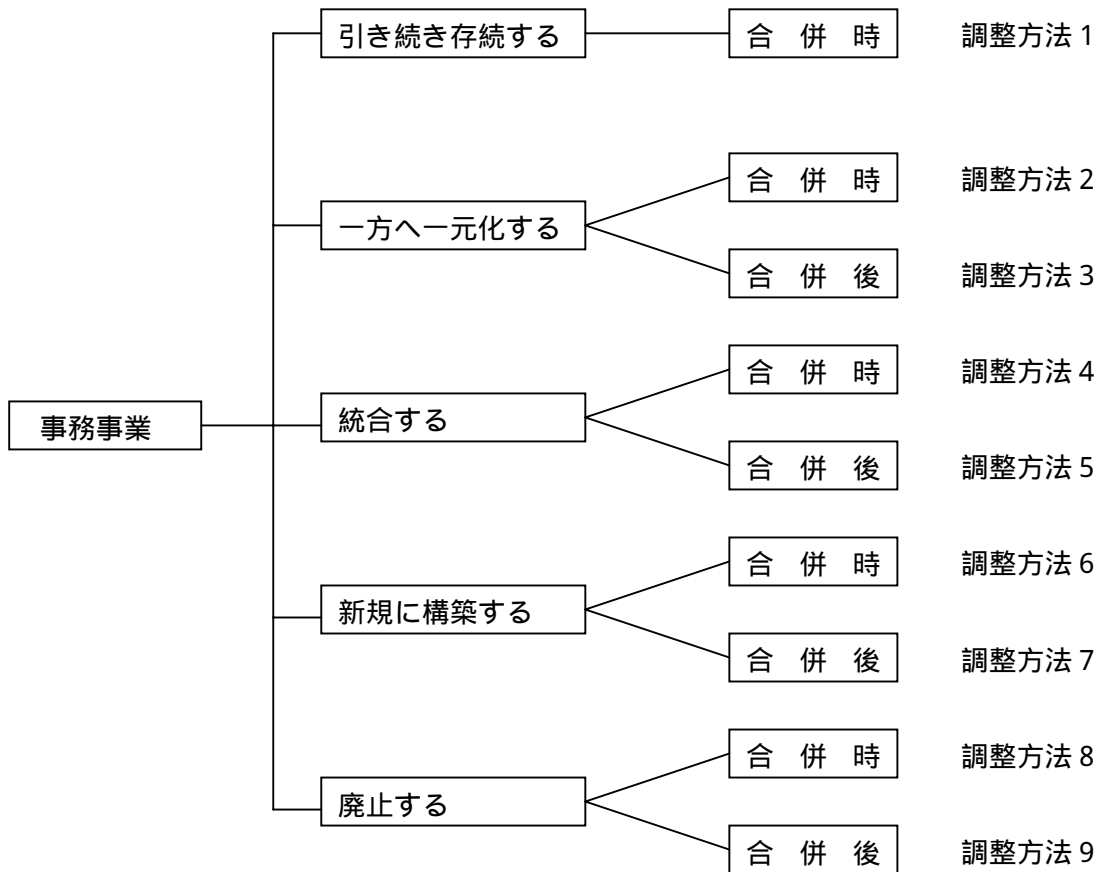 引き続き存続する 合 併 時 調整方法 1
合 併 時 調整方法 2
一方へ一元化する
合 併 後 調整方法 3
合 併 時 調整方法 4
事務事業 統合する
合 併 後 調整方法 5
合 併 時 調整方法 6
新規に構築する
合 併 後 調整方法 7
合 併 時 調整方法 8
廃止する
合 併 後 調整方法 9